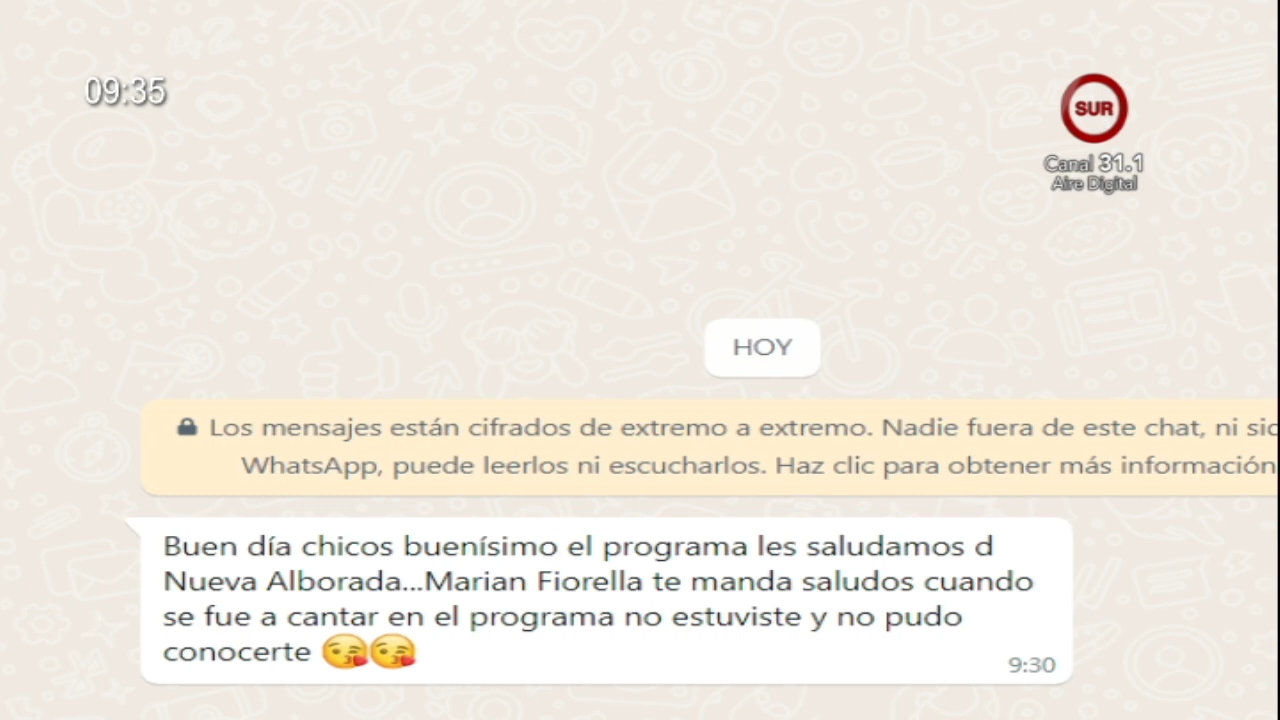 09:35
SUR
Canal 31.1
Aire Digital
HOY
Los mensajes están cifrados de extremo a extremo. Nadie fuera de este chat, ni
WhatsApp, puede leerlos ni escucharlos. Haz clic para obtener más información
Buen día chicos buenísimo el programa les saludamos d
Nueva Alborada...Marian Fiorella te manda saludos cuando
se fue a cantar en el programa no estuviste y no pudo
conocerte 😘😘
9:30